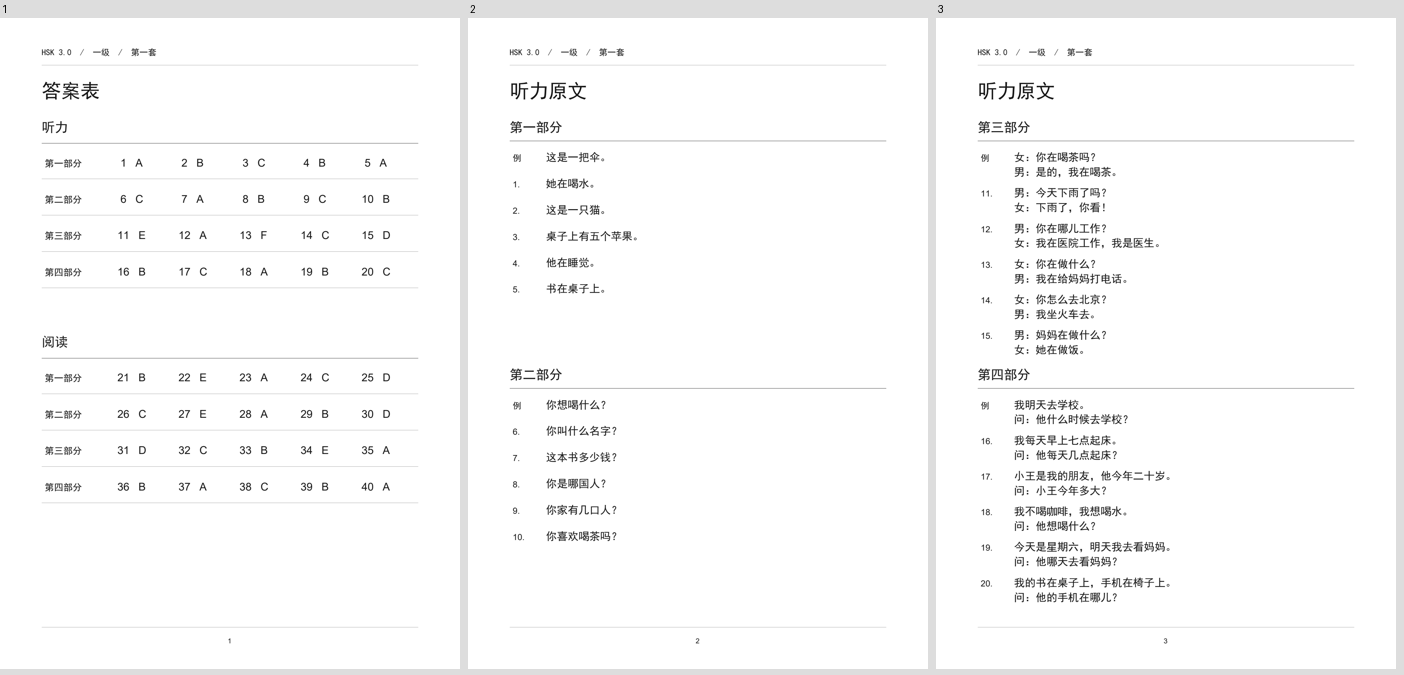 1
HSK 3.0 / 一级 / 第一套
答案表
听力
第一部分 1 A 2 B 3 C 4 B 5 A
第二部分 6 C 7 A 8 B 9 C 10 B
第三部分 11 E 12 A 13 F 14 C 15 D
第四部分 16 B 17 C 18 A 19 B 20 C
阅读
第一部分 21 B 22 E 23 A 24 C 25 D
第二部分 26 C 27 E 28 A 29 B 30 D
第三部分 31 D 32 C 33 B 34 E 35 A
第四部分 36 B 37 A 38 C 39 B 40 A
1
2
HSK 3.0 / 一级 / 第一套
听力原文
第一部分
例 这是一把伞。
1. 她在喝水。
2. 这是一只猫。
3. 桌子上有五个苹果。
4. 他在睡觉。
5. 书在桌子上。
第二部分
例 你想喝什么？
6. 你叫什么名字？
7. 这本书多少钱？
8. 你是哪国人？
9. 你家有几口人？
10. 你喜欢喝茶吗？
2
3
HSK 3.0 / 一级 / 第一套
听力原文
第三部分
例 女：你在喝茶吗？
男：是的，我在喝茶。
11. 男：今天下雨了吗？
女：下雨了，你看！
12. 男：你在哪儿工作？
女：我在医院工作，我是医生。
13. 女：你在做什么？
男：我在给妈妈打电话。
14. 女：你怎么去北京？
男：我坐火车去。
15. 男：妈妈在做什么？
女：她在做饭。
第四部分
例 我明天去学校。
问：他什么时候去学校？
16. 我每天早上七点起床。
问：他每天几点起床？
17. 小王是我的朋友，他今年二十岁。
问：小王今年多大？
18. 我不喝咖啡，我想喝水。
问：他想喝什么？
19. 今天是星期六，明天我去看妈妈。
问：他哪天去看妈妈？
20. 我的书在桌子上，手机在椅子上。
问：他的手机在哪儿？
3